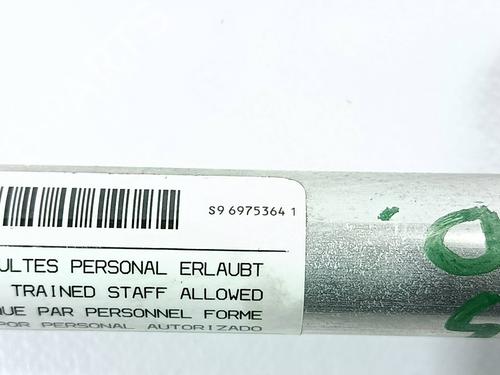 S9 6975364 1
ULTES PERSONAL ERLAUBT
TRAINED STAFF ALLOWED
QUE PAR PERSONNEL FORME
POR PERSONAL AUTORIZADO